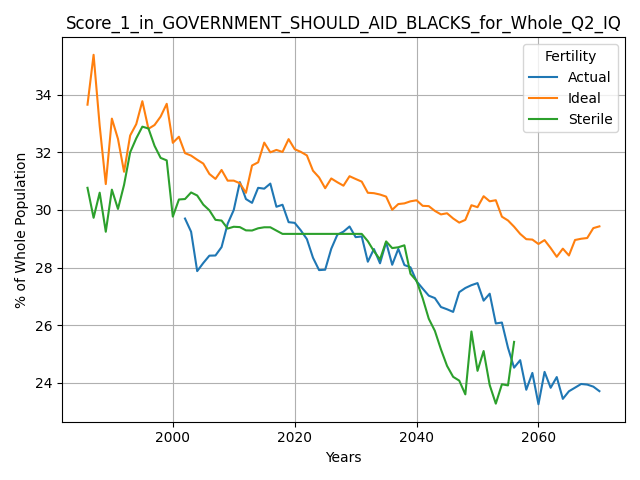 Score_1_in_GOVERNMENT_SHOULD_AID_BLACKS_for_Whole_Q2_IQ
Fertility
Actual
Ideal
Sterile
% of Whole Population
34
32
30
28
26
24
2000
2020
2040
2060
Years